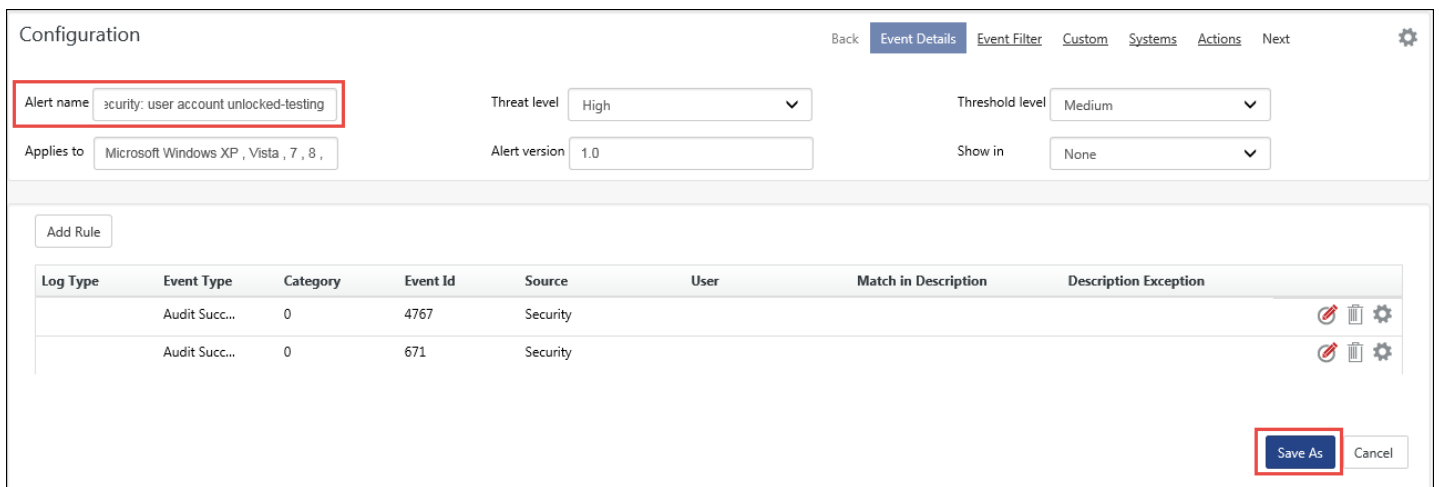 Configuration
Back Event Details Event Filter Custom Systems Actions Next
Alert name ecurity: user account unlocked-testing Threat level High Threshold level Medium
Applies to Microsoft Windows XP , Vista , 7 , 8 , Alert version 1.0 Show in None
Add Rule
Log Type Event Type Category Event Id Source User Match in Description Description Exception
Audit Succ... 0 4767 Security
Audit Succ... 0 671 Security
Save As Cancel